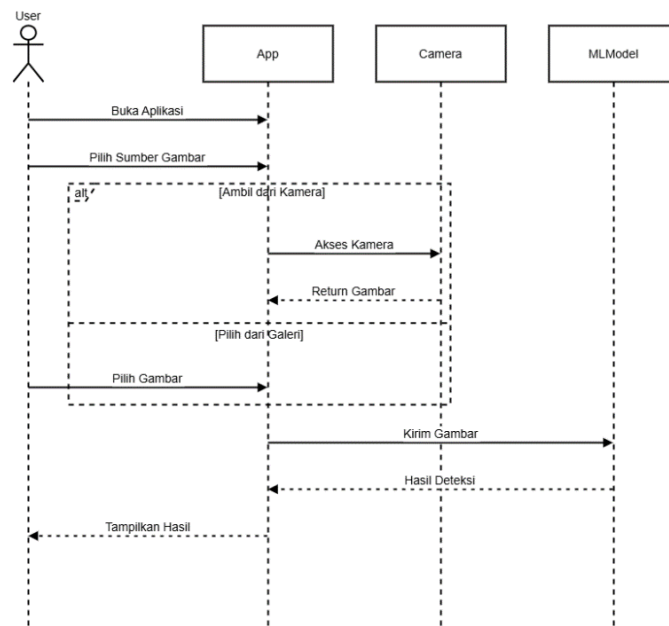 User
App
Camera
MLModel
Buka Aplikasi
Pilih Sumber Gambar
alt
[Ambil dari Kamera]
Akses Kamera
Return Gambar
[Pilih dari Galeri]
Pilih Gambar
Kirim Gambar
Hasil Deteksi
Tampilkan Hasil